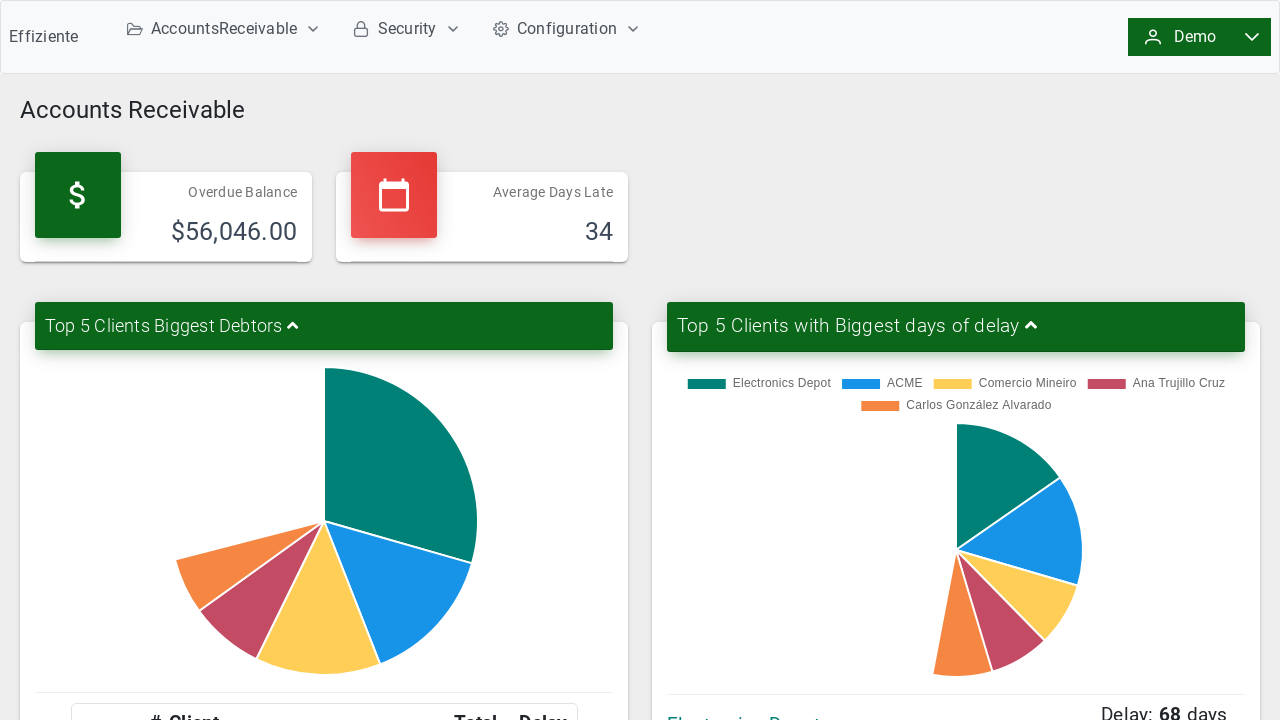 Effiziente
AccountsReceivable
Security
Configuration
Demo
Accounts Receivable
Overdue Balance
$56,046.00
Average Days Late
34
Top 5 Clients Biggest Debtors
Top 5 Clients with Biggest days of delay
Electronics Depot
ACME
Comercio Mineiro
Ana Trujillo Cruz
Carlos González Alvarado
# Client Total Delay
Electronics Depot
Delay: 68 days